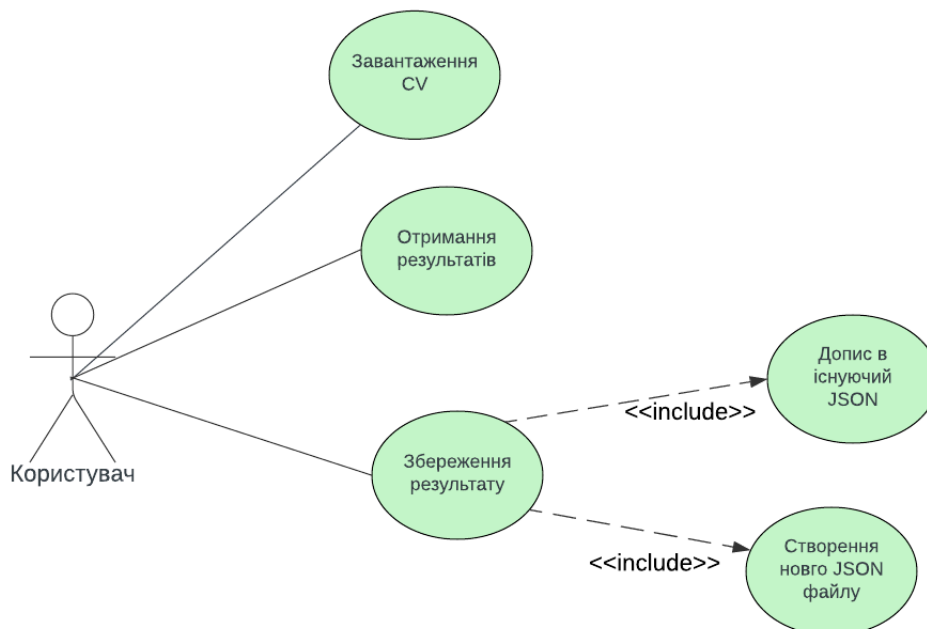 Завантаження
CV
Отримання
результатів
Допис в
існуючий
JSON
<<include>>
Користувач
Збереження
результату
<<include>>
Створення
новго JSON
файлу